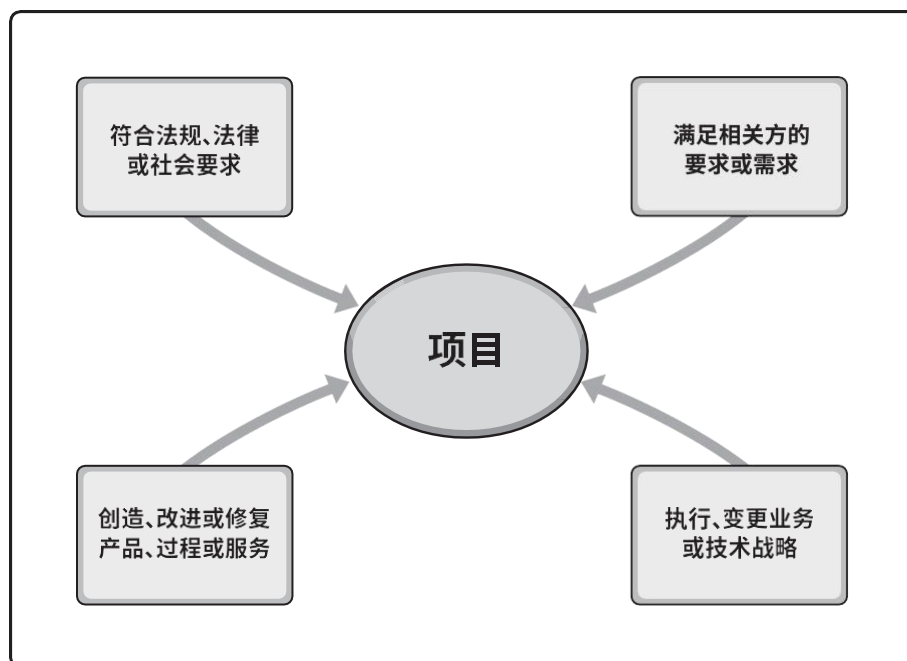 符合法规、法律
或社会要求
满足相关方的
要求或需求
项目
创造、改进或修复
产品、过程或服务
执行、变更业务
或技术战略